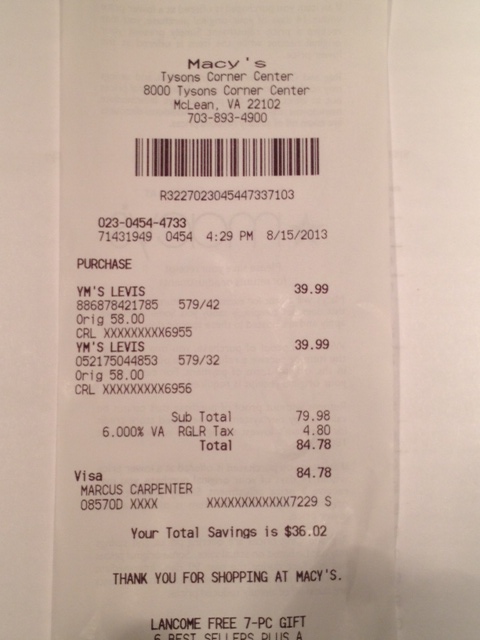 Macy's
Tysons Corner Center
8000 Tysons Corner Center
McLean, VA 22102
703-893-4900
R3227023045447337103
023-0454-4733
71431949 0454 4:29 PM 8/15/2013
PURCHASE
YM'S LEVIS 39.99
886878421785 579/42
Orig 58.00
CRL XXXXXXXXX6955
YM'S LEVIS 39.99
052175044853 579/32
Orig 58.00
CRL XXXXXXXXX6956
Sub Total 79.98
6.000% VA RGLR Tax 4.80
Total 84.78
Visa 84.78
MARCUS CARPENTER
08570D XXXX XXXXXXXXXXXX7229 S
Your Total Savings is $36.02
THANK YOU FOR SHOPPING AT MACY'S.
LANCOME FREE 7-PC GIFT
6 BEST SELLERS PLUS A